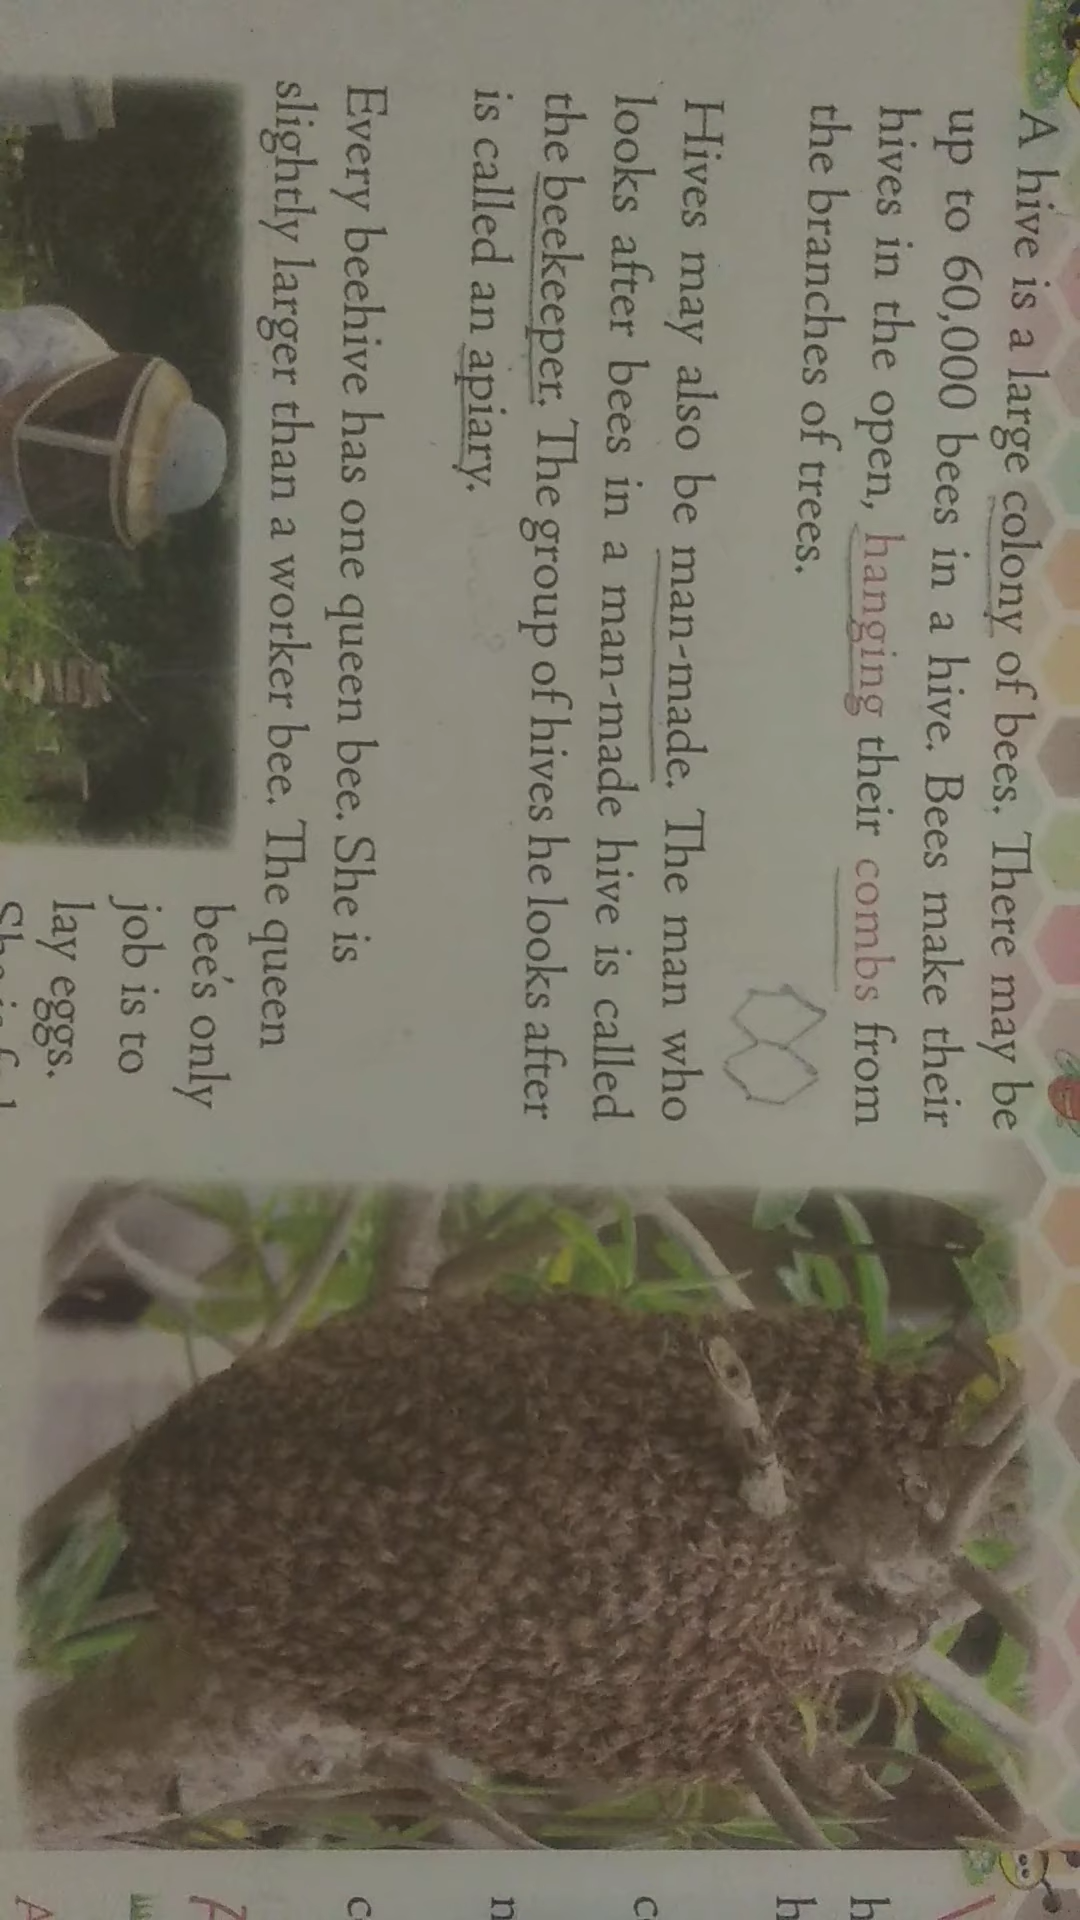 A hive is a large colony of bees. There may be
up to 60,000 bees in a hive. Bees make their
hives in the open, hanging their combs from
the branches of trees.
Hives may also be man-made. The man who
looks after bees in a man-made hive is called
the beekeeper. The group of hives he looks after
is called an apiary.
Every beehive has one queen bee. She is
slightly larger than a worker bee. The queen
bee's only
job is to
lay eggs.